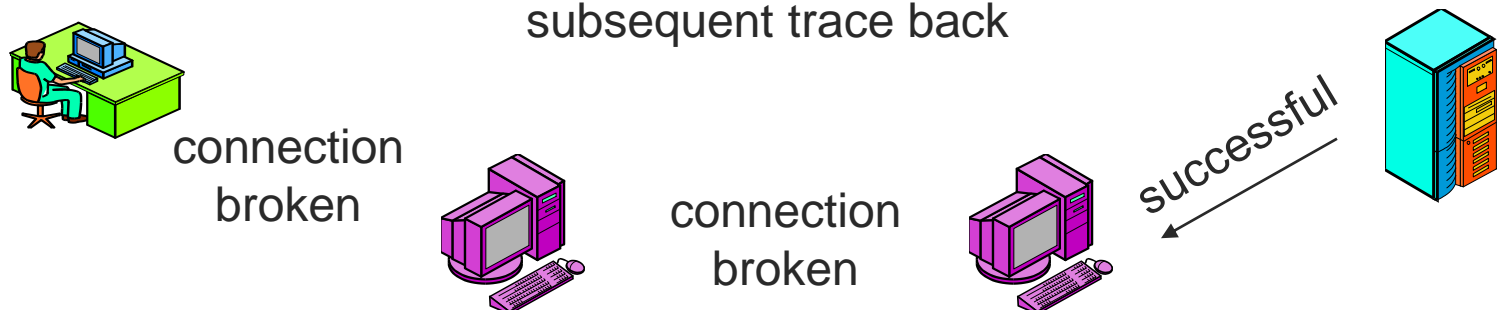 subsequent trace back
connection
broken
connection
broken
successful